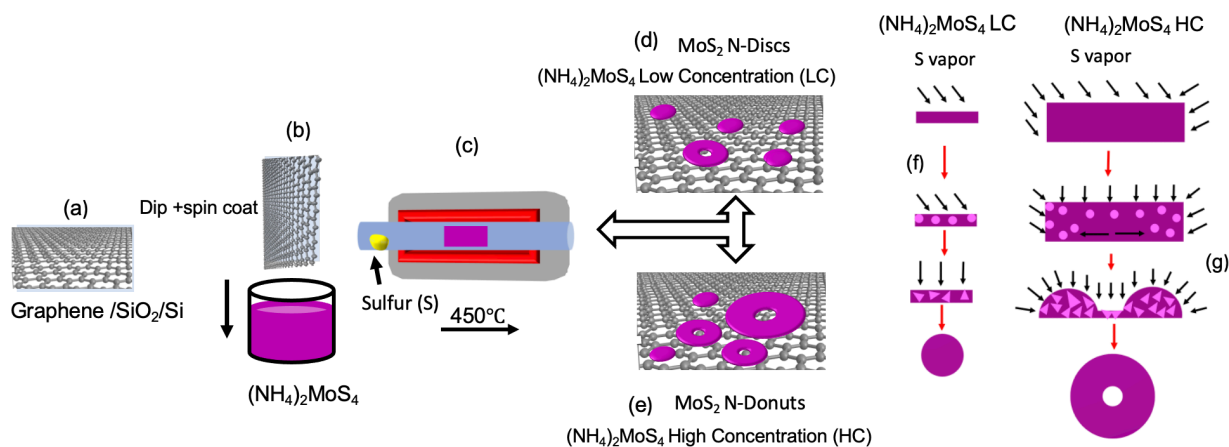 (a)
Graphene /SiO₂/Si
(b)
Dip +spin coat
(NH₄)₂MoS₄
(c)
Sulfur (S)
450℃
(d)
MoS₂ N-Discs
(NH₄)₂MoS₄ Low Concentration (LC)
(e)
MoS₂ N-Donuts
(NH₄)₂MoS₄ High Concentration (HC)
(NH₄)₂MoS₄ LC
S vapor
(f)
(NH₄)₂MoS₄ HC
S vapor
(g)